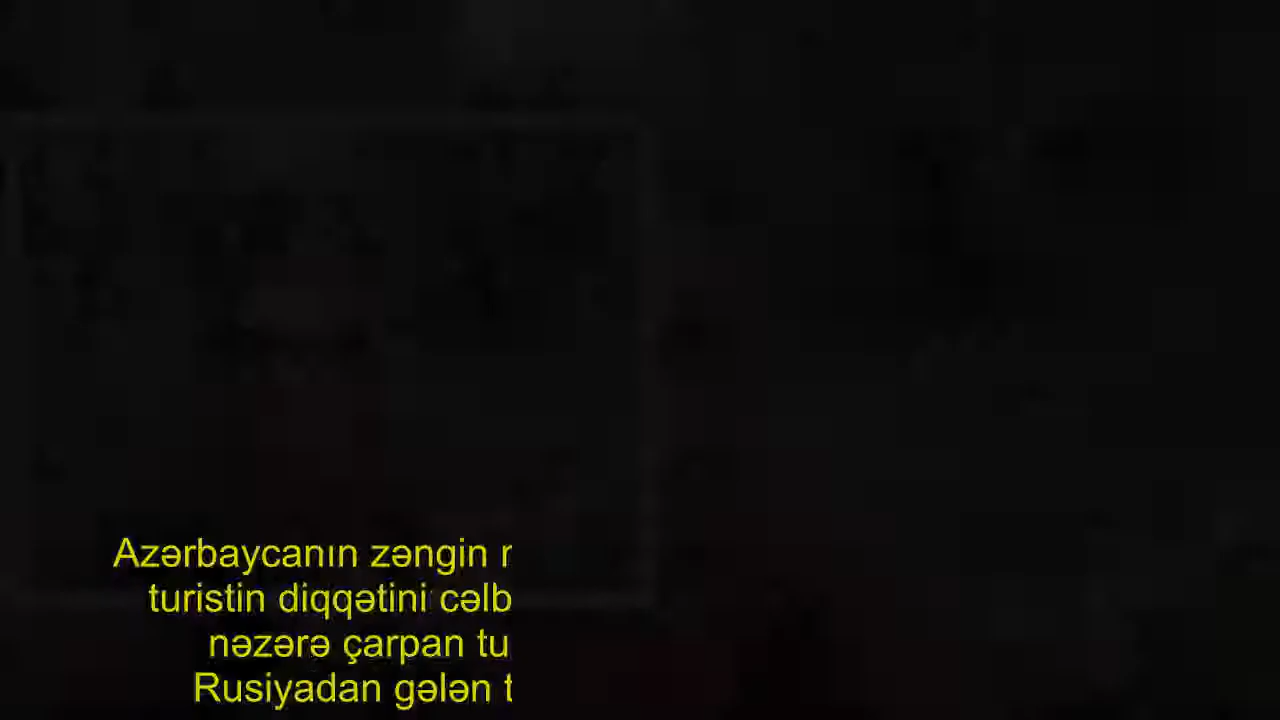 Azərbaycanın zəngin
turistin diqqətini cəlb
nəzərə çarpan
Rusiyadan gələn